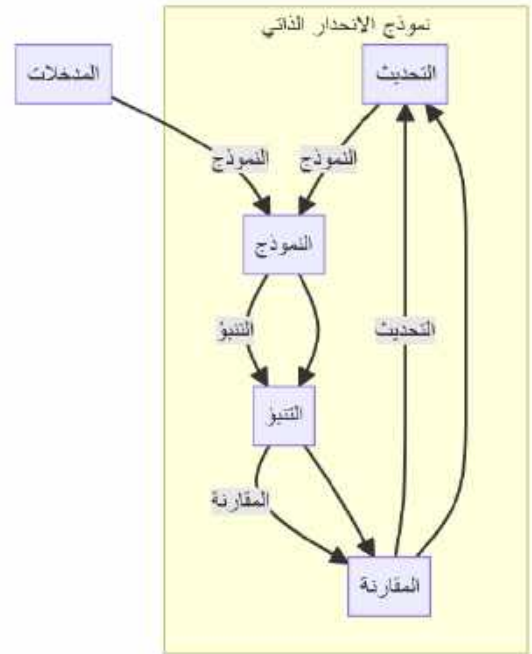 نموذج الانحدار الذاتي
التحديث
المدخلات
النموذج
النموذج
النموذج
التنبؤ
التحديث
التنبؤ
المقارنة
المقارنة